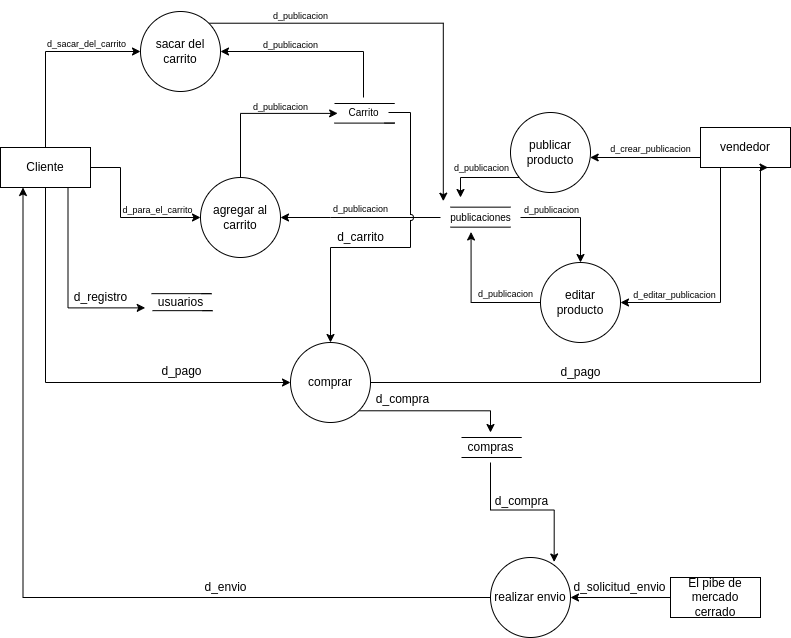 d_publicacion
d_sacar_del_carrito
sacar del
carrito
d_publicacion
d_publicacion
Carrito
publicar
producto
d_crear_publicacion
vendedor
Cliente
d_publicacion
d_para_el_carrito
agregar al
carrito
d_publicacion
publicaciones
d_publicacion
d_carrito
d_registro
usuarios
d_publicacion
editar
producto
d_editar_publicacion
d_pago
comprar
d_pago
d_compra
compras
d_compra
d_envio
realizar envio
d_solicitud_envio
El pibe de
mercado
cerrado